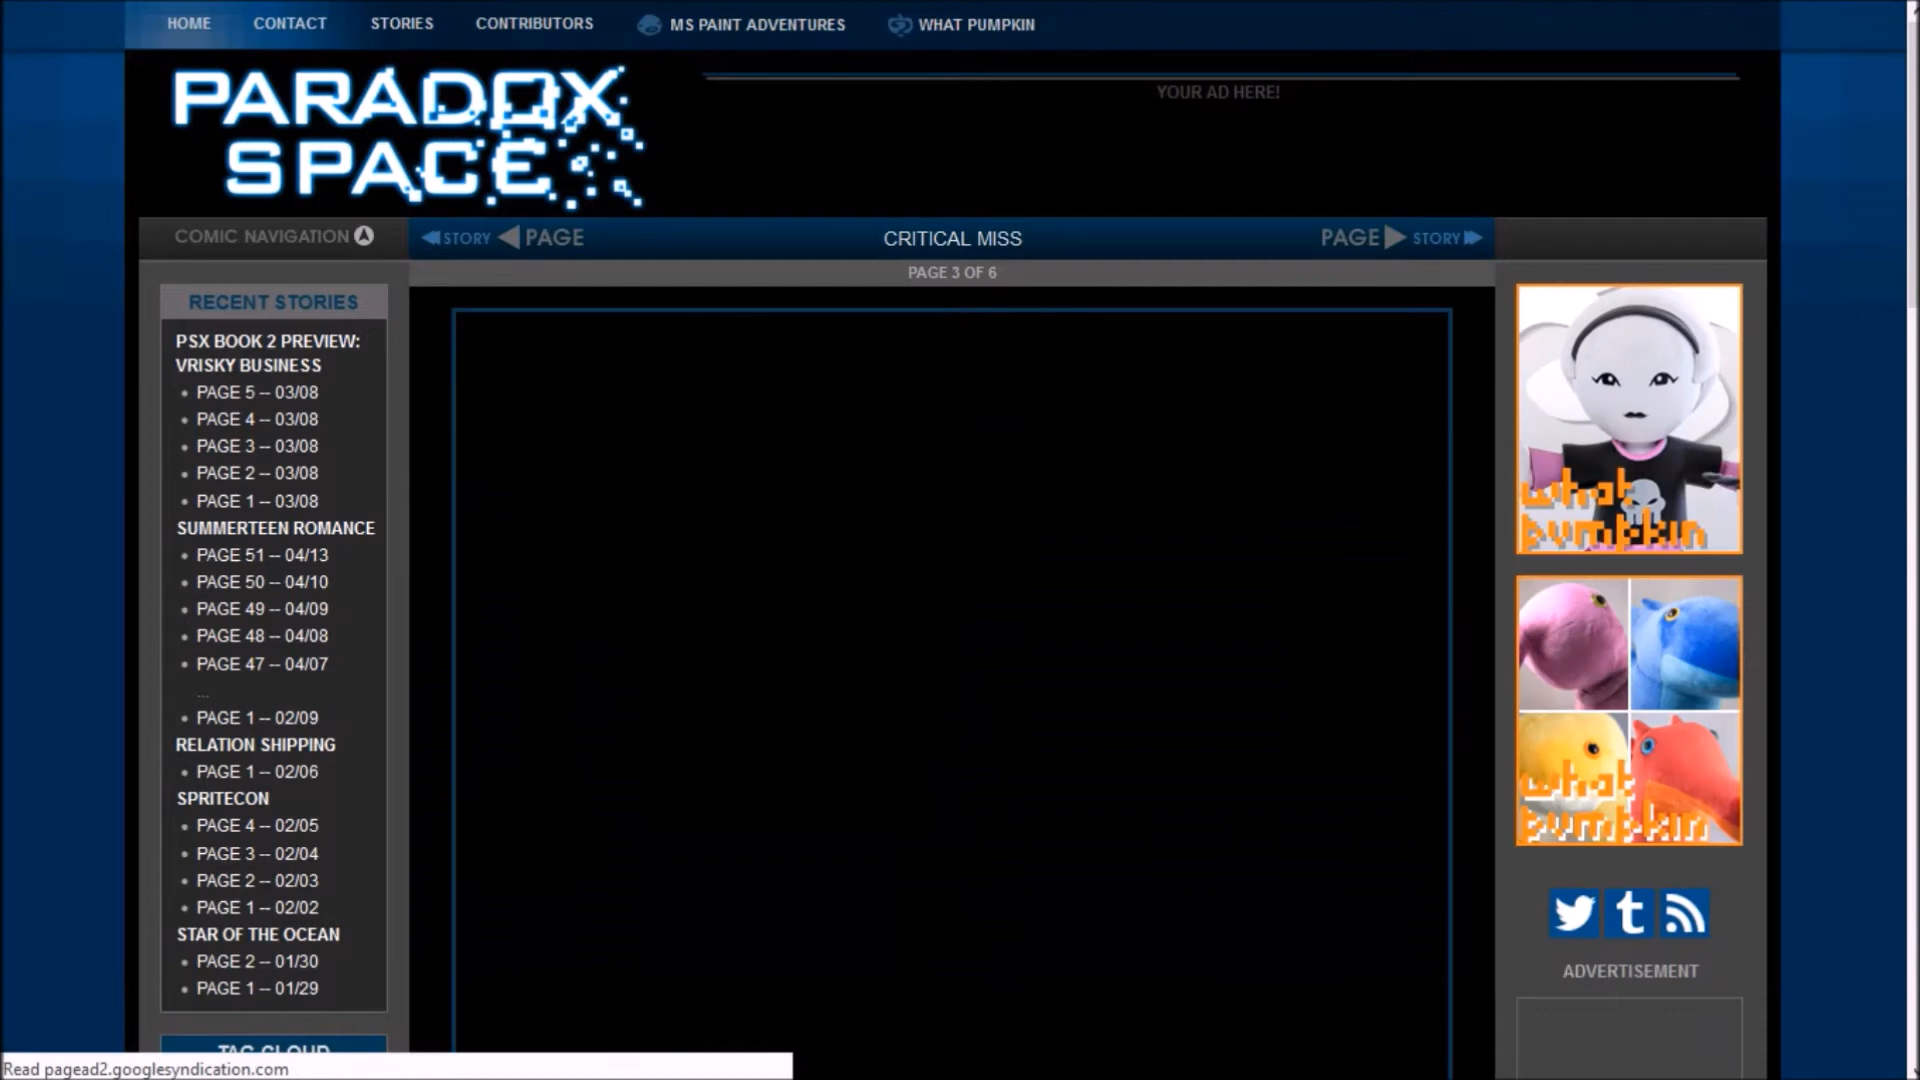 HOME CONTACT STORIES CONTRIBUTORS MS PAINT ADVENTURES WHAT PUMPKIN
PARADOX
SPACE
YOUR AD HERE!
COMIC NAVIGATION STORY PAGE CRITICAL MISS PAGE STORY
PAGE 3 OF 6
RECENT STORIES
PSX BOOK 2 PREVIEW:
VRISKY BUSINESS
• PAGE 5 -- 03/08
• PAGE 4 -- 03/08
• PAGE 3 -- 03/08
• PAGE 2 -- 03/08
• PAGE 1 -- 03/08
SUMMERTEEN ROMANCE
• PAGE 51 -- 04/13
• PAGE 50 -- 04/10
• PAGE 49 -- 04/09
• PAGE 48 -- 04/08
• PAGE 47 -- 04/07
...
• PAGE 1 -- 02/09
RELATION SHIPPING
• PAGE 1 -- 02/06
SPRITECON
• PAGE 4 -- 02/05
• PAGE 3 -- 02/04
• PAGE 2 -- 02/03
• PAGE 1 -- 02/02
STAR OF THE OCEAN
• PAGE 2 -- 01/30
• PAGE 1 -- 01/29
TAG CLOUD
what
pumpkin
what
pumpkin
ADVERTISEMENT
Read pagead2.googlesyndication.com